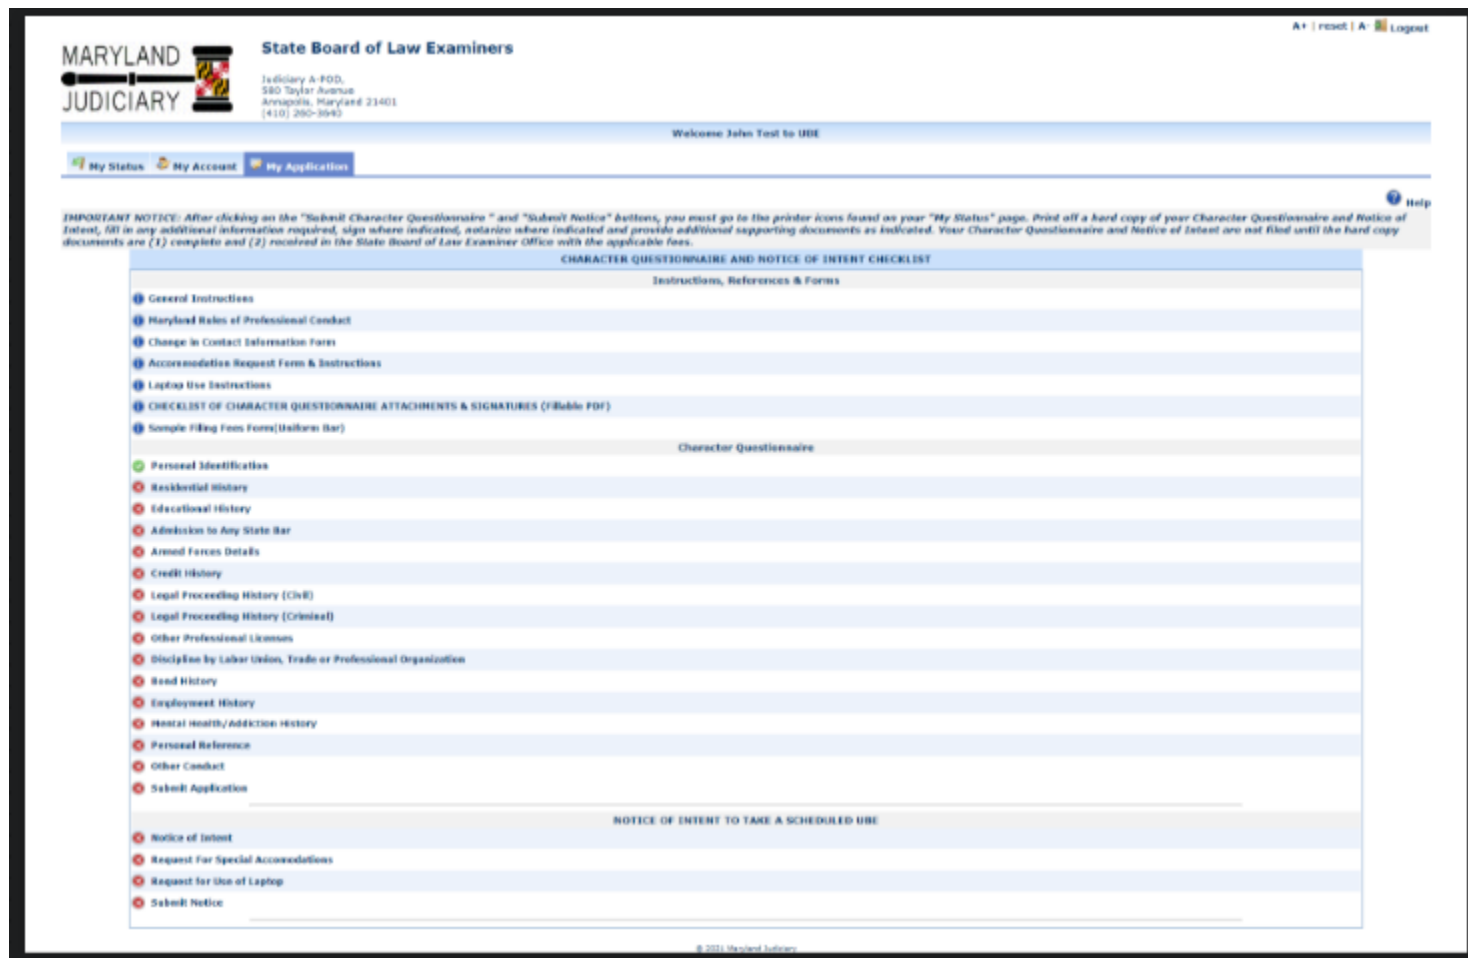 A+ | reset | A- Logout
MARYLAND
JUDICIARY
State Board of Law Examiners
Judiciary A-POD,
580 Taylor Avenue
Annapolis, Maryland 21401
(410) 260-3640
Welcome John Test to UBE
My Status My Account My Application
Help
IMPORTANT NOTICE: After clicking on the "Submit Character Questionnaire " and "Submit Notice" buttons, you must go to the printer icons found on your "My Status" page. Print off a hard copy of your Character Questionnaire and Notice of
Intent, fill in any additional information required, sign where indicated, notarize where indicated and provide additional supporting documents as indicated. Your Character Questionnaire and Notice of Intent are not filed until the hard copy
documents are (1) complete and (2) received in the State Board of Law Examiner Office with the applicable fees.
CHARACTER QUESTIONNAIRE AND NOTICE OF INTENT CHECKLIST
Instructions, References & Forms
General Instructions
Maryland Rules of Professional Conduct
Change in Contact Information Form
Accommodation Request Form & Instructions
Laptop Use Instructions
CHECKLIST OF CHARACTER QUESTIONNAIRE ATTACHMENTS & SIGNATURES (Fillable PDF)
Sample Filing Fees Form(Uniform Bar)
Character Questionnaire
Personal Identification
Residential History
Educational History
Admission to Any State Bar
Armed Forces Details
Credit History
Legal Proceeding History (Civil)
Legal Proceeding History (Criminal)
Other Professional Licenses
Discipline by Labor Union, Trade or Professional Organization
Bond History
Employment History
Mental Health/Addiction History
Personal Reference
Other Conduct
Submit Application
NOTICE OF INTENT TO TAKE A SCHEDULED UBE
Notice of Intent
Request For Special Accomodations
Request for Use of Laptop
Submit Notice
© 2021 Maryland Judiciary